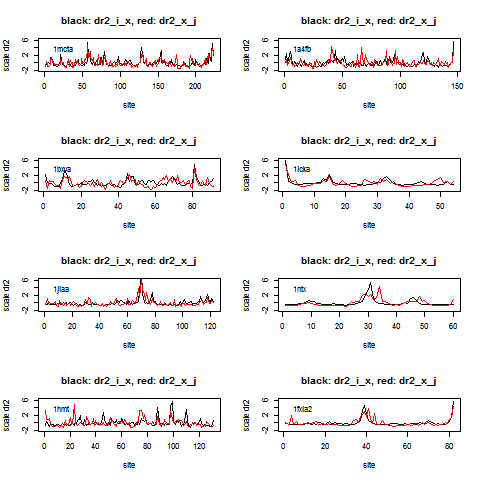 black: dr2_i_x, red: dr2_x_j
scale dr2
-2 2 6
1mcta
0 50 100 150 200
site
black: dr2_i_x, red: dr2_x_j
scale dr2
-2 2 6
1a4fb
0 50 100 150
site
black: dr2_i_x, red: dr2_x_j
scale dr2
-2 2 6
0 20 40 60 80
site
black: dr2_i_x, red: dr2_x_j
scale dr2
-2 2 6
1lcka
0 10 20 30 40 50
site
black: dr2_i_x, red: dr2_x_j
scale dr2
-2 2 6
1jiaa
0 20 40 60 80 100 120
site
black: dr2_i_x, red: dr2_x_j
scale dr2
-2 2 6
1ntx
0 10 20 30 40 50 60
site
black: dr2_i_x, red: dr2_x_j
scale dr2
-2 2 6
1hmt
0 20 40 60 80 100 120
site
black: dr2_i_x, red: dr2_x_j
scale dr2
-2 2 6
0 20 40 60 80
site